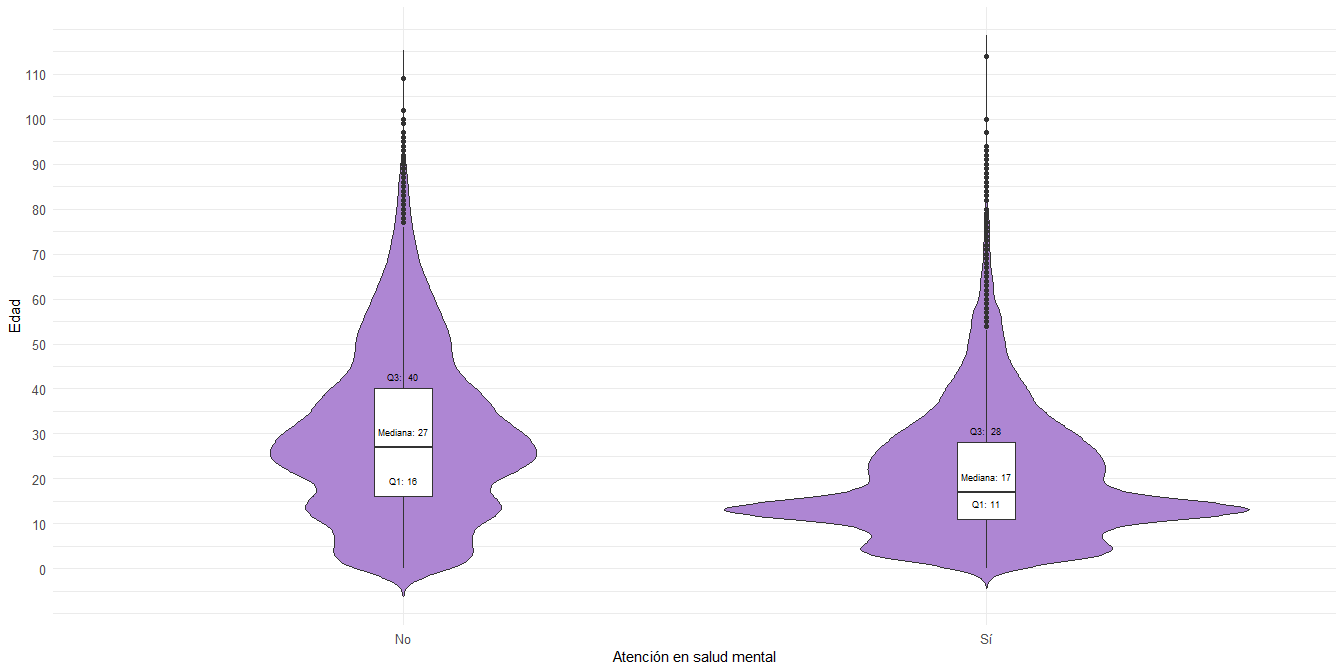 110
100
90
80
70
60
50
40
30
20
10
0
Edad
Q3: 40
Mediana: 27
Q1: 16
Q3: 28
Mediana: 17
Q1: 11
No
Sí
Atención en salud mental